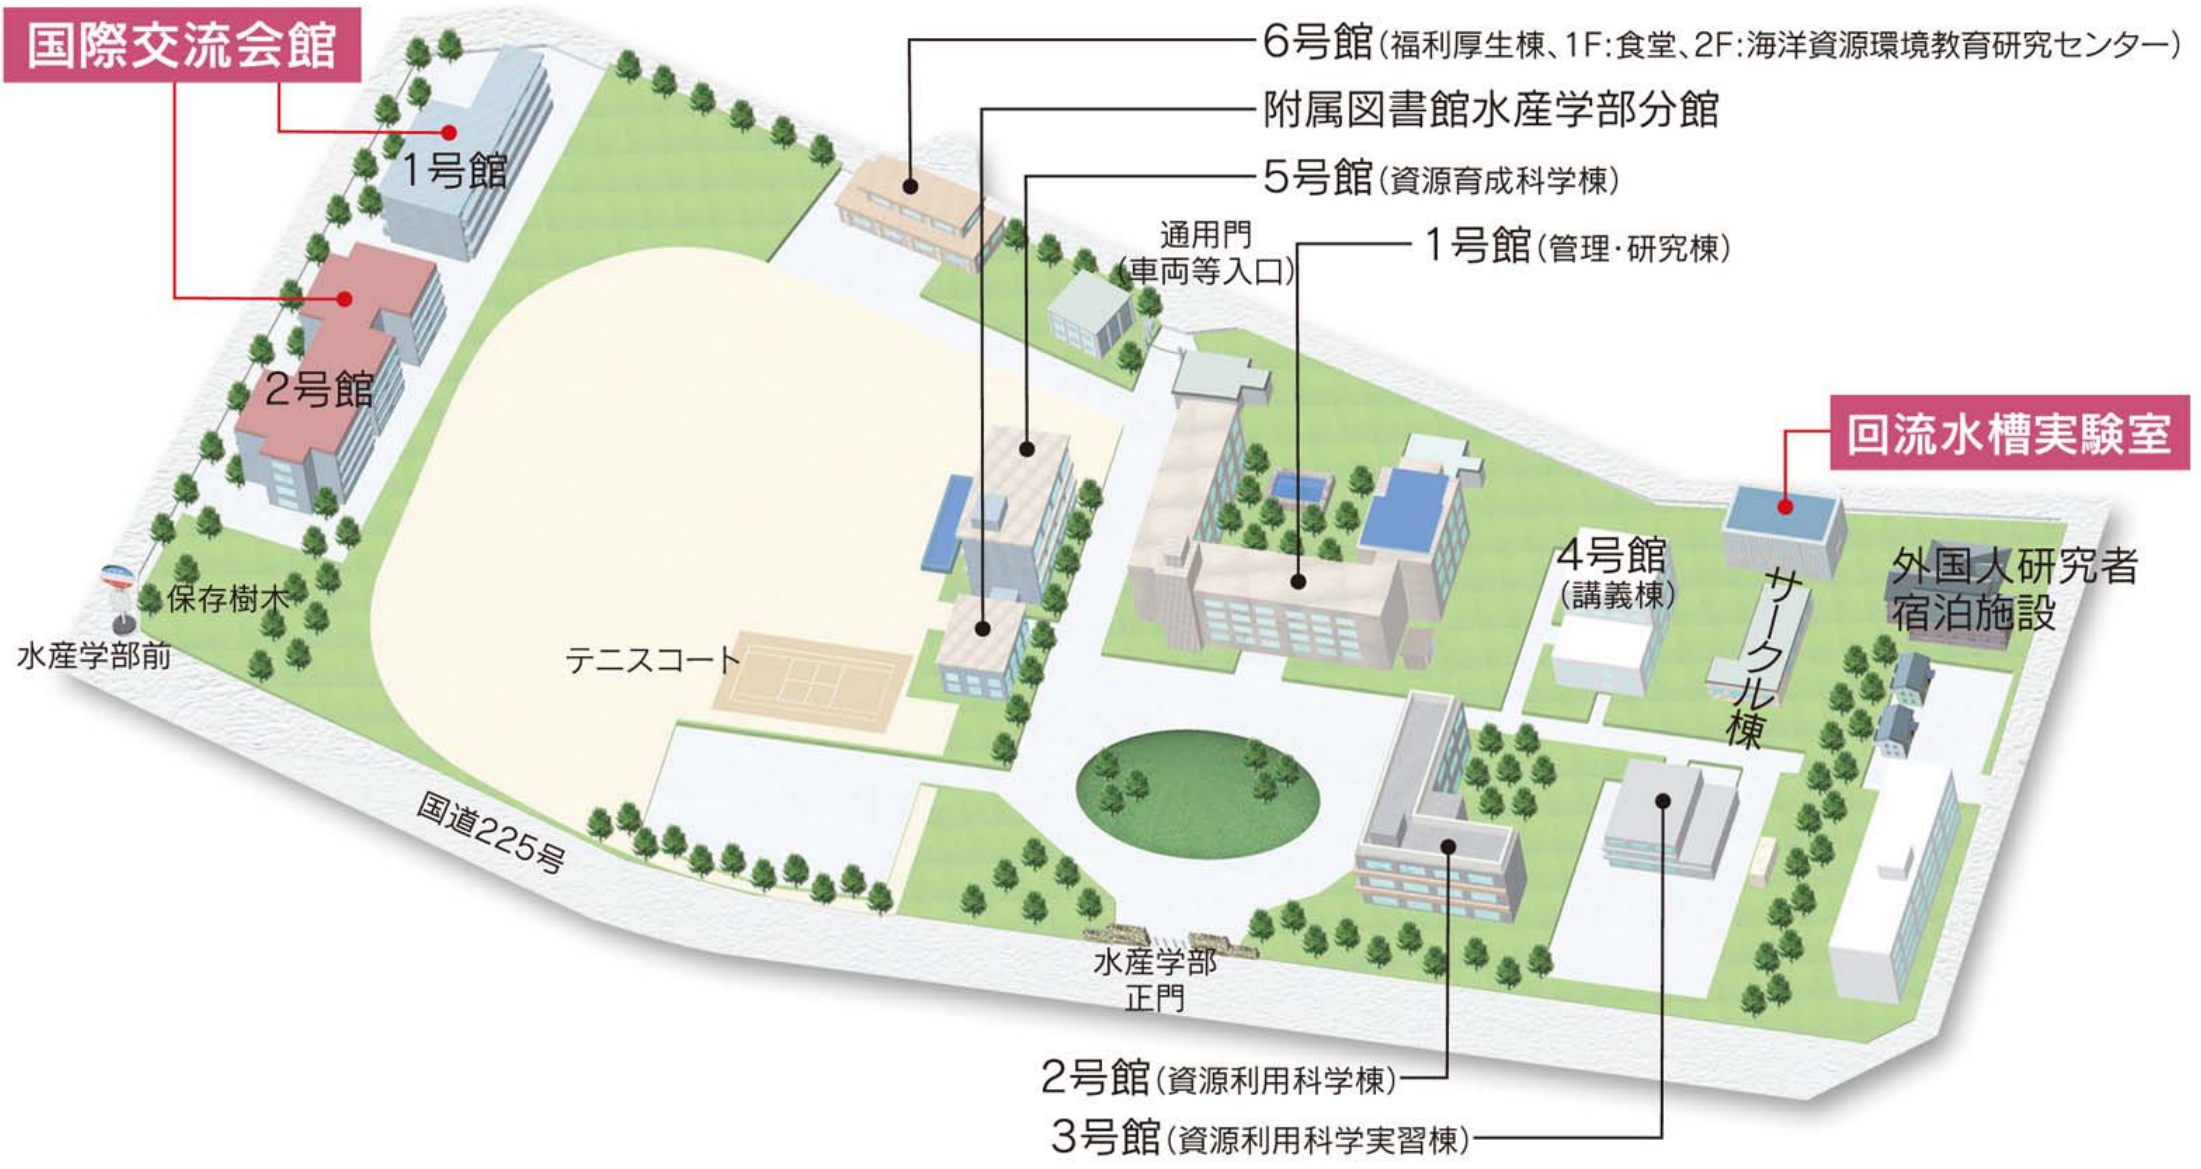 国際交流会館
1号館
2号館
6号館(福利厚生棟、1F:食堂、2F:海洋資源環境教育研究センター)
附属図書館水産学部分館
5号館(資源育成科学棟)
1号館(管理・研究棟)
通用門
(車両等入口)
回流水槽実験室
4号館
(講義棟)
サークル棟
外国人研究者
宿泊施設
保存樹木
水産学部前
テニスコート
国道225号
水産学部
正門
2号館(資源利用科学棟)
3号館(資源利用科学実習棟)